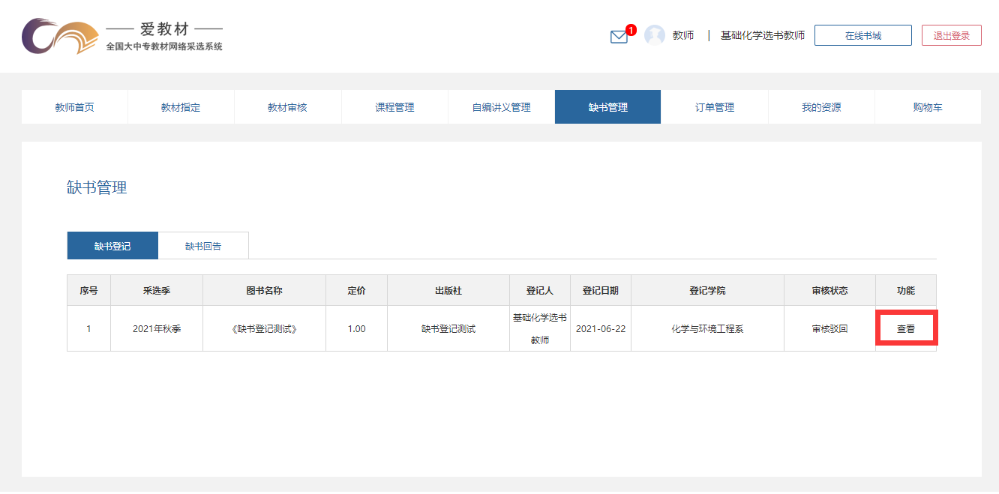 爱教材
全国大中专教材网络采选系统
1
教师 | 基础化学选书教师 在线书城 退出登录
教师首页 教材指定 教材审核 课程管理 自编讲义管理 缺书管理 订单管理 我的资源 购物车
缺书管理
缺书登记 缺书回告
序号 采选季 图书名称 定价 出版社 登记人 登记日期 登记学院 审核状态 功能
1 2021年秋季 《缺书登记测试》 1.00 缺书登记测试 基础化学选书 2021-06-22 化学与环境工程系 审核驳回 查看
教师